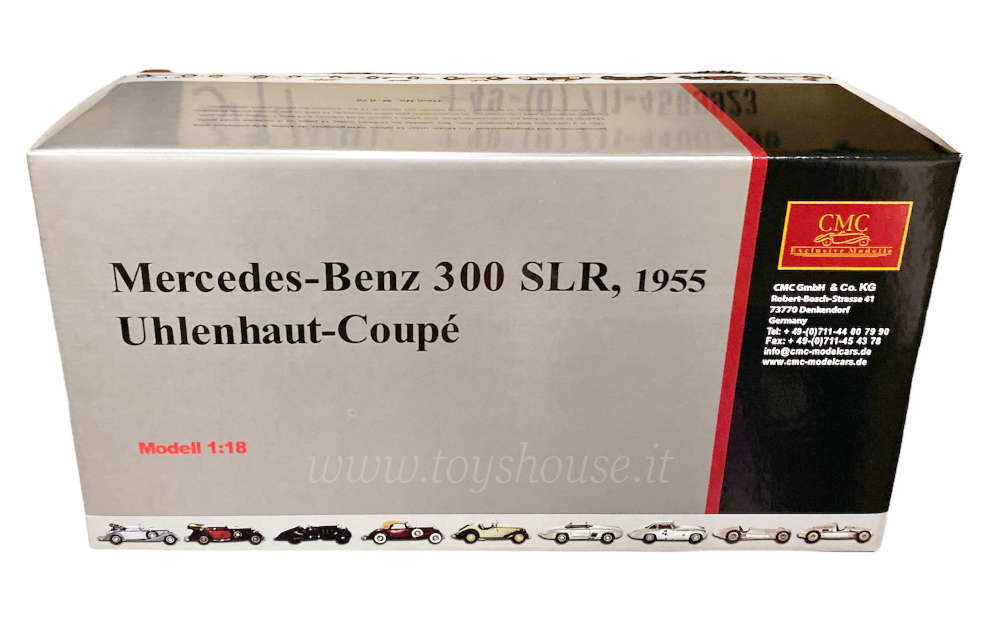 Mercedes-Benz 300 SLR, 1955
Uhlenhaut-Coupé
Modell 1:18
www.toyshouse.it
CMC
Exclusive Modelle
CMC GmbH & Co. KG
Robert-Bosch-Strasse 41
73770 Denkendorf
Germany
Tel: + 49-(0)711-44 00 79 90
Fax: + 49-(0)711-45 43 78
info@cmc-modelcars.de
www.cmc-modelcars.de
4